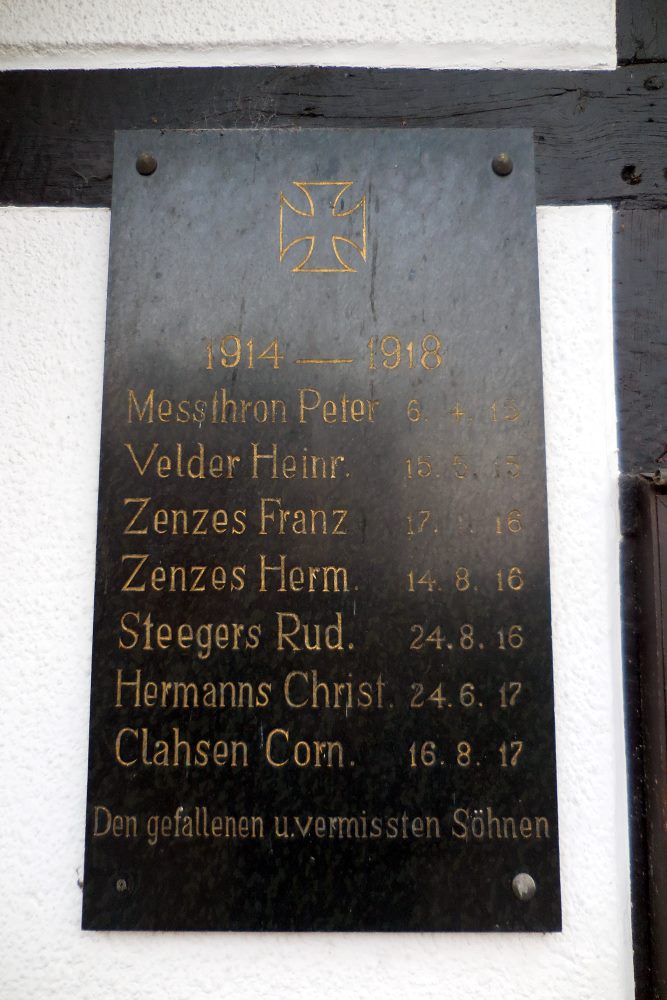 1914 — 1918
Messthron Peter 6. 4. 15
Velder Heinr. 15. 5. 15
Zenzes Franz 17. 16
Zenzes Herm. 14. 8. 16
Steegers Rud. 24. 8. 16
Hermanns Christ. 24. 6. 17
Clahsen Corn. 16. 8. 17
Den gefallenen u. vermissten Söhnen